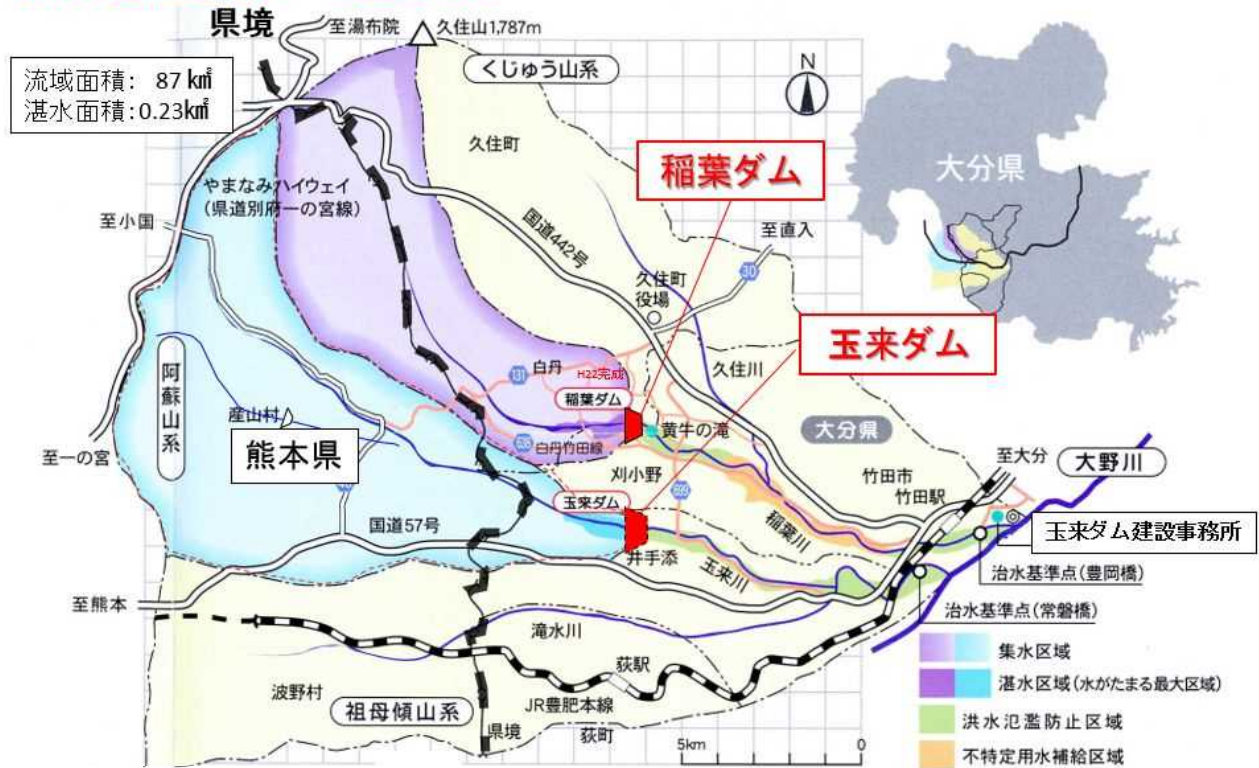 県境
至湯布院
久住山1,787m
流域面積: 87㎢
湛水面積:0.23㎢
くじゅう山系
N
久住町
稲葉ダム
大分県
やまなみハイウェイ
(県道別府一の宮線)
至小国
国道442号
至直入
30
久住町
役場
玉来ダム
阿蘇山系
131
白丹
H22完成
稲葉ダム
久住川
産山村
黄牛の滝
大分県
熊本県
白丹竹田線
至一の宮
刈小野
竹田市
竹田駅
至大分
大野川
玉来ダム
稲葉川
国道57号
玉来ダム建設事務所
井手添
玉来川
治水基準点(豊岡橋)
至熊本
治水基準点(常磐橋)
滝水川
集水区域
荻駅
湛水区域(水がたまる最大区域)
波野村
祖母傾山系
JR豊肥本線
洪水氾濫防止区域
県境
荻町
5km
0
不特定用水補給区域